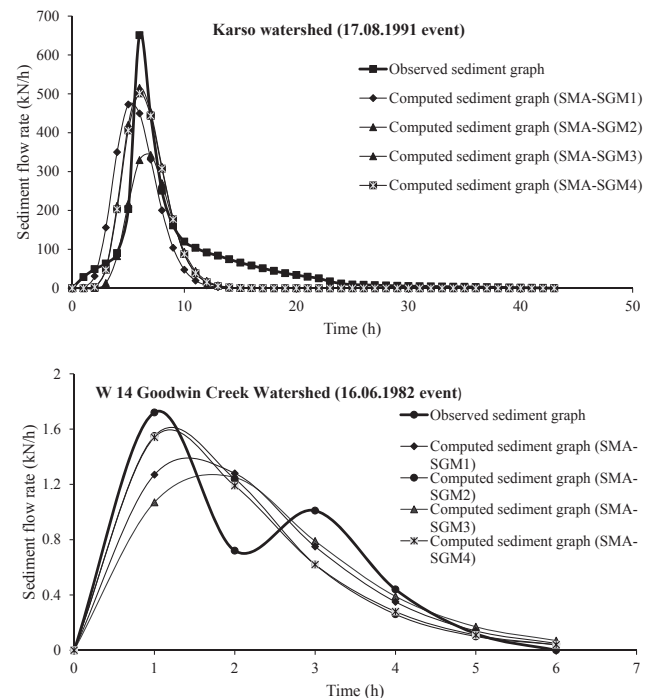 Karso watershed (17.08.1991 event)
Sediment flow rate (kN/h)
700
600
500
400
300
200
100
0
Observed sediment graph
Computed sediment graph (SMA-SGM1)
Computed sediment graph (SMA-SGM2)
Computed sediment graph (SMA-SGM3)
Computed sediment graph (SMA-SGM4)
0 10 20 30 40 50
Time (h)
W 14 Goodwin Creek Watershed (16.06.1982 event)
Sediment flow rate (kN/h)
2
1.6
1.2
0.8
0.4
0
Observed sediment graph
Computed sediment graph (SMA-
SGM1)
Computed sediment graph (SMA-
SGM2)
Computed sediment graph (SMA-
SGM3)
Computed sediment graph (SMA-
SGM4)
0 1 2 3 4 5 6 7
Time (h)